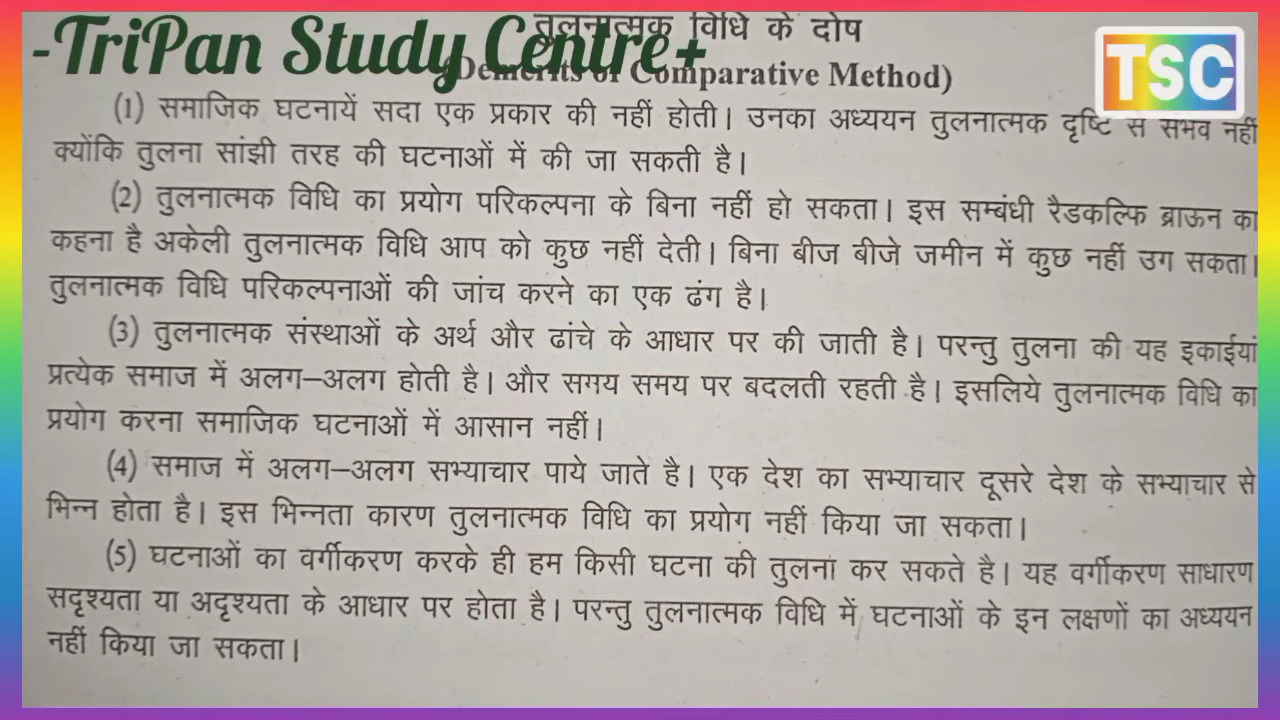 -TriPan Study Centre+
TSC
तुलनात्मक विधि के दोष
(Demerits of Comparative Method)
(1) समाजिक घटनायें सदा एक प्रकार की नहीं होती। उनका अध्ययन तुलनात्मक दृष्टि से संभव नहीं
क्योंकि तुलना सांझी तरह की घटनाओं में की जा सकती है।
(2) तुलनात्मक विधि का प्रयोग परिकल्पना के बिना नहीं हो सकता। इस सम्बंधी रैडकल्फि ब्राऊन का
कहना है अकेली तुलनात्मक विधि आप को कुछ नहीं देती। बिना बीज बीजे जमीन में कुछ नहीं उग सकता।
तुलनात्मक विधि परिकल्पनाओं की जांच करने का एक ढंग है।
(3) तुलनात्मक संस्थाओं के अर्थ और ढांचे के आधार पर की जाती है। परन्तु तुलना की यह इकाईयां
प्रत्येक समाज में अलग–अलग होती है। और समय समय पर बदलती रहती है। इसलिये तुलनात्मक विधि का
प्रयोग करना समाजिक घटनाओं में आसान नहीं।
(4) समाज में अलग–अलग सभ्याचार पाये जाते है। एक देश का सभ्याचार दूसरे देश के सभ्याचार से
भिन्न होता है। इस भिन्नता कारण तुलनात्मक विधि का प्रयोग नहीं किया जा सकता।
(5) घटनाओं का वर्गीकरण करके ही हम किसी घटना की तुलना कर सकते है। यह वर्गीकरण साधारण
सदृश्यता या अदृश्यता के आधार पर होता है। परन्तु तुलनात्मक विधि में घटनाओं के इन लक्षणों का अध्ययन
नहीं किया जा सकता।